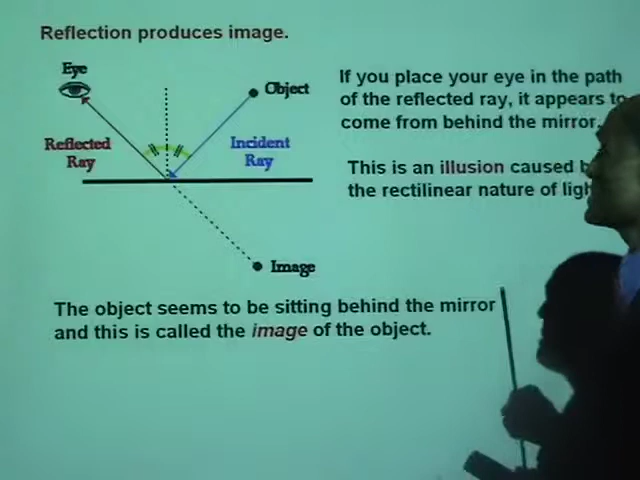 Reflection produces image.
Eye
Object
Reflected
Ray
Incident
Ray
Image
If you place your eye in the path
of the reflected ray, it appears to
come from behind the mirror.
This is an illusion caused
the rectilinear nature of
The object seems to be sitting behind the mirror
and this is called the image of the object.